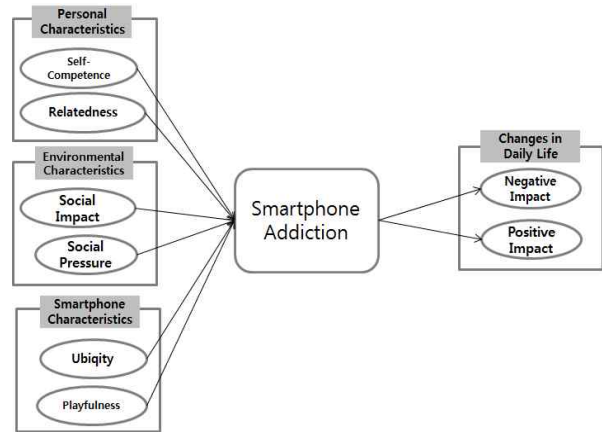 Personal
Characteristics
Self-
Competence
Relatedness
Environmental
Characteristics
Social
Impact
Social
Pressure
Smartphone
Characteristics
Ubiqity
Playfulness
Smartphone
Addiction
Changes in
Daily Life
Negative
Impact
Positive
Impact